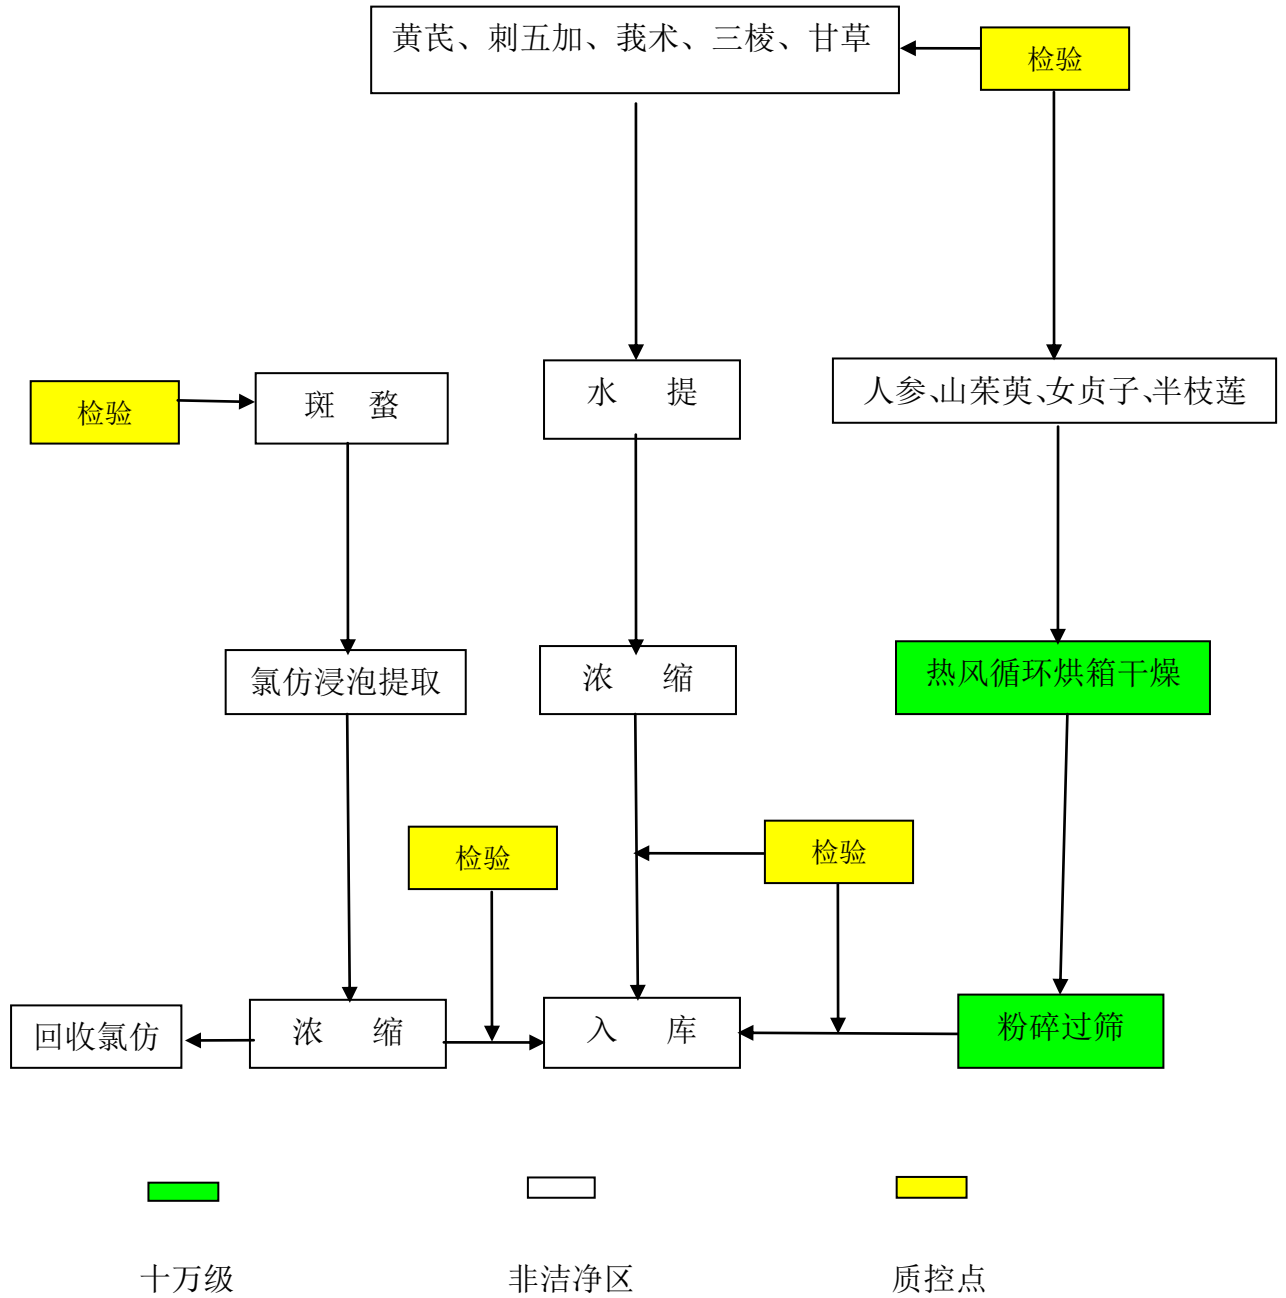 黄芪、刺五加、莪术、三棱、甘草
检验
检验
斑 蝥
水 提
人参、山茱萸、女贞子、半枝莲
氯仿浸泡提取
浓 缩
热风循环烘箱干燥
检验
检验
回收氯仿
浓 缩
入 库
粉碎过筛
十万级
非洁净区
质控点